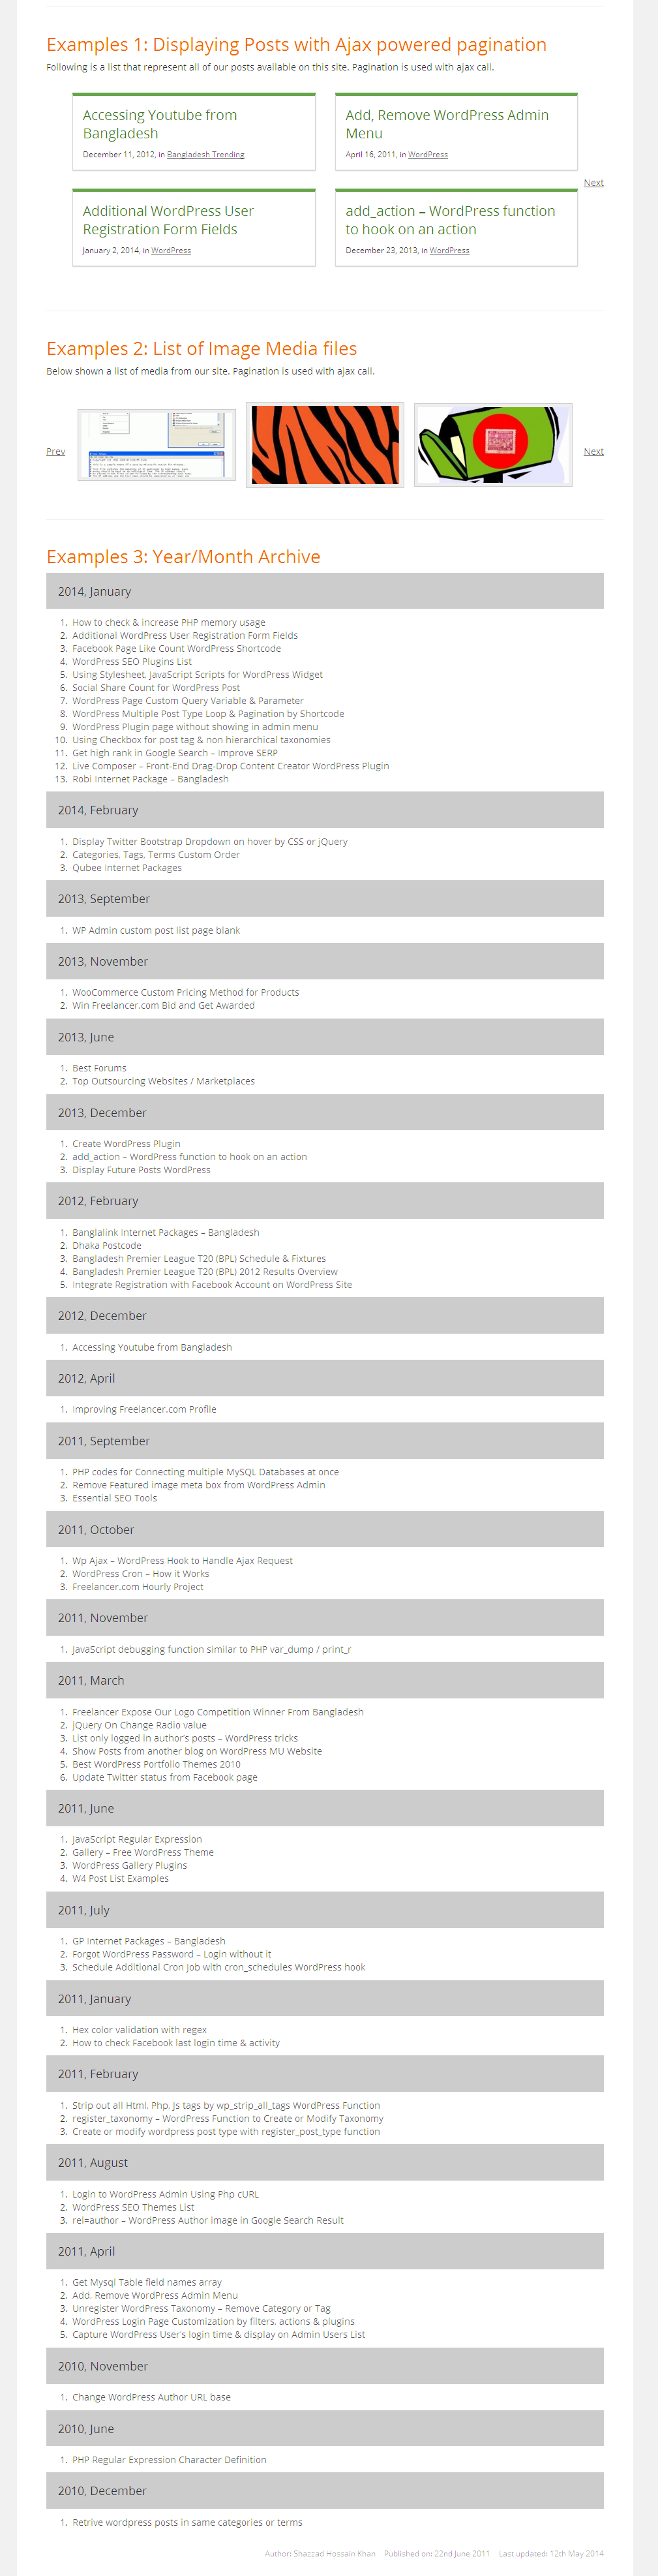 Examples 1: Displaying Posts with Ajax powered pagination
Following is a list that represent all of our posts available on this site. Pagination is used with ajax call.
Accessing Youtube from
Bangladesh
December 11, 2012, in Bangladesh Trending
Add, Remove WordPress Admin
Menu
April 16, 2011, in WordPress
Next
Additional WordPress User
Registration Form Fields
January 2, 2014, in WordPress
add_action – WordPress function
to hook on an action
December 23, 2013, in WordPress
Examples 2: List of Image Media files
Below shown a list of media from our site. Pagination is used with ajax call.
Prev
Next
Examples 3: Year/Month Archive
2014, January
1. How to check & increase PHP memory usage
2. Additional WordPress User Registration Form Fields
3. Facebook Page Like Count WordPress Shortcode
4. WordPress SEO Plugins List
5. Using Stylesheet, JavaScript Scripts for WordPress Widget
6. Social Share Count for WordPress Post
7. WordPress Page Custom Query Variable & Parameter
8. WordPress Multiple Post Type Loop & Pagination by Shortcode
9. WordPress Plugin page without showing in admin menu
10. Using Checkbox for post tag & non hierarchical taxonomies
11. Get high rank in Google Search – Improve SERP
12. Live Composer – Front-End Drag-Drop Content Creator WordPress Plugin
13. Robi Internet Package – Bangladesh
2014, February
1. Display Twitter Bootstrap Dropdown on hover by CSS or jQuery
2. Categories, Tags, Terms Custom Order
3. Qubee Internet Packages
2013, September
1. WP Admin custom post list page blank
2013, November
1. WooCommerce Custom Pricing Method for Products
2. Win Freelancer.com Bid and Get Awarded
2013, June
1. Best Forums
2. Top Outsourcing Websites / Marketplaces
2013, December
1. Create WordPress Plugin
2. add_action – WordPress function to hook on an action
3. Display Future Posts WordPress
2012, February
1. Banglalink Internet Packages – Bangladesh
2. Dhaka Postcode
3. Bangladesh Premier League T20 (BPL) Schedule & Fixtures
4. Bangladesh Premier League T20 (BPL) 2012 Results Overview
5. Integrate Registration with Facebook Account on WordPress Site
2012, December
1. Accessing Youtube from Bangladesh
2012, April
1. Improving Freelancer.com Profile
2011, September
1. PHP codes for Connecting multiple MySQL Databases at once
2. Remove Featured image meta box from WordPress Admin
3. Essential SEO Tools
2011, October
1. Wp Ajax – WordPress Hook to Handle Ajax Request
2. WordPress Cron – How it Works
3. Freelancer.com Hourly Project
2011, November
1. JavaScript debugging function similar to PHP var_dump / print_r
2011, March
1. Freelancer Expose Our Logo Competition Winner From Bangladesh
2. jQuery On Change Radio value
3. List only logged in author's posts – WordPress tricks
4. Show Posts from another blog on WordPress MU Website
5. Best WordPress Portfolio Themes 2010
6. Update Twitter status from Facebook page
2011, June
1. JavaScript Regular Expression
2. Gallery – Free WordPress Theme
3. WordPress Gallery Plugins
4. W4 Post List Examples
2011, July
1. GP Internet Packages – Bangladesh
2. Forgot WordPress Password – Login without it
3. Schedule Additional Cron job with cron_schedules WordPress hook
2011, January
1. Hex color validation with regex
2. How to check Facebook last login time & activity
2011, February
1. Strip out all Html, Php, Js tags by wp_strip_all_tags WordPress Function
2. register_taxonomy – WordPress Function to Create or Modify Taxonomy
3. Create or modify wordpress post type with register_post_type function
2011, August
1. Login to WordPress Admin Using Php cURL
2. WordPress SEO Themes List
3. rel=author – WordPress Author image in Google Search Result
2011, April
1. Get Mysql Table field names array
2. Add, Remove WordPress Admin Menu
3. Unregister WordPress Taxonomy – Remove Category or Tag
4. WordPress Login Page Customization by filters, actions & plugins
5. Capture WordPress User's login time & display on Admin Users List
2010, November
1. Change WordPress Author URL base
2010, June
1. PHP Regular Expression Character Definition
2010, December
1. Retrive wordpress posts in same categories or terms
Author: Shazzad Hossain Khan Published on: 22nd June 2011 Last updated: 12th May 2014